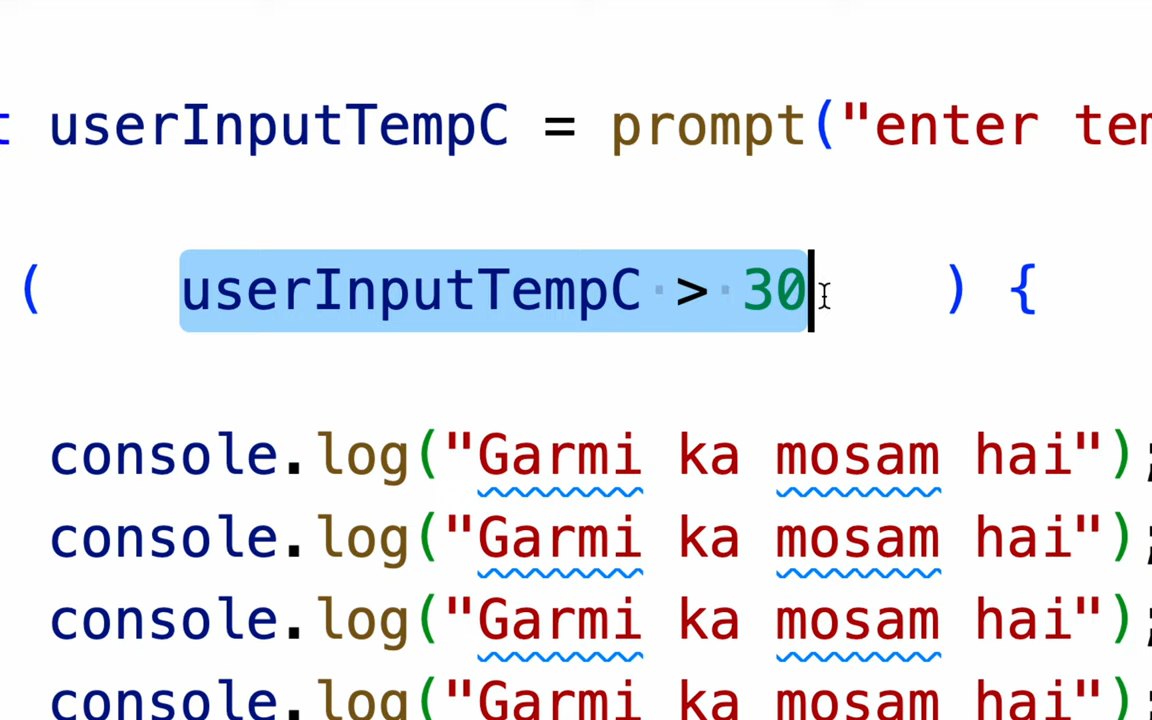 t userInputTempC = prompt("enter tem
( userInputTempC > 30 ) {
console.log("Garmi ka mosam hai");
console.log("Garmi ka mosam hai");
console.log("Garmi ka mosam hai");
console.log("Garmi ka mosam hai");